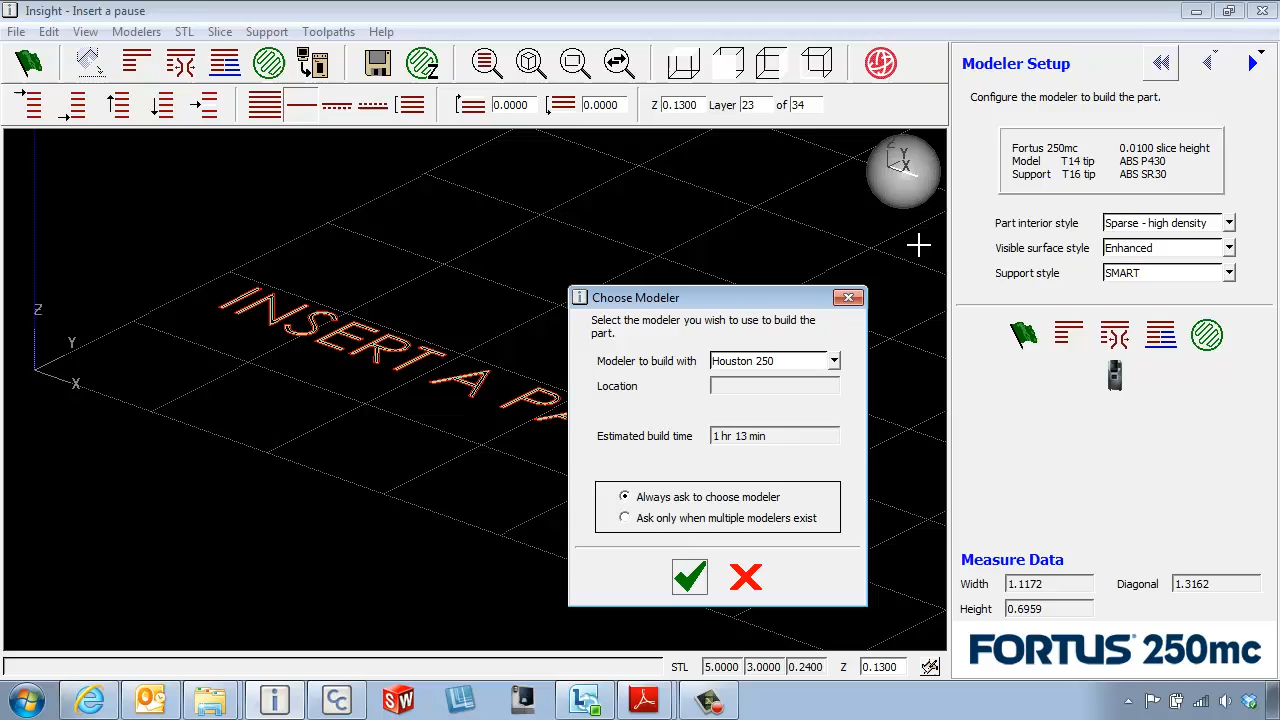 Insight - Insert a pause
File Edit View Modelers STL Slice Support Toolpaths Help
0.0000 0.0000 Z 0.1300 Layer 23 of 34
Z
Y
X
INSERT A PA
Z
Y
X
Choose Modeler
Select the modeler you wish to use to build the
part.
Modeler to build with Houston 250
Location
Estimated build time 1 hr 13 min
Always ask to choose modeler
Ask only when multiple modelers exist
Modeler Setup
Configure the modeler to build the part.
Fortus 250mc 0.0100 slice height
Model T14 tip ABS P430
Support T16 tip ABS SR30
Part interior style Sparse - high density
Visible surface style Enhanced
Support style SMART
Measure Data
Width 1.1172 Diagonal 1.3162
Height 0.6959
FORTUS 250mc
STL 5.0000 3.0000 0.2400 Z 0.1300